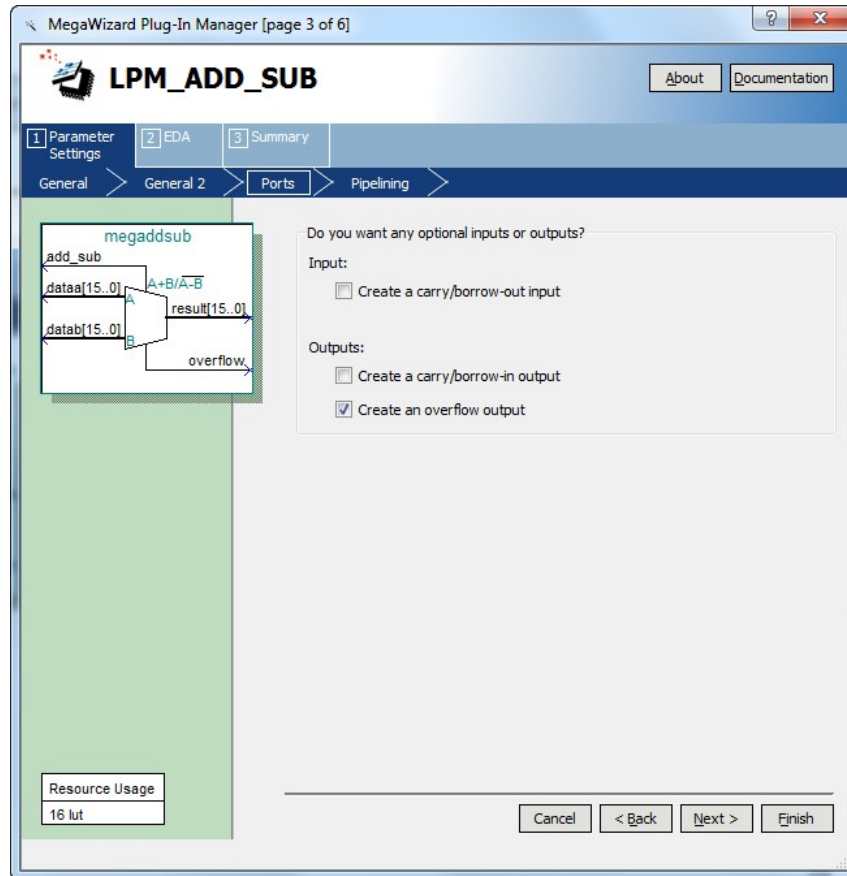 MegaWizard Plug-In Manager [page 3 of 6]
LPM_ADD_SUB
About
Documentation
1 Parameter Settings
2 EDA
3 Summary
General
General 2
Ports
Pipelining
megaddsub
add_sub
A+B/A-B
dataa[15..0]
A
result[15..0]
datab[15..0]
B
overflow
Do you want any optional inputs or outputs?
Input:
Create a carry/borrow-out input
Outputs:
Create a carry/borrow-in output
Create an overflow output
Resource Usage
16 lut
Cancel
< Back
Next >
Finish